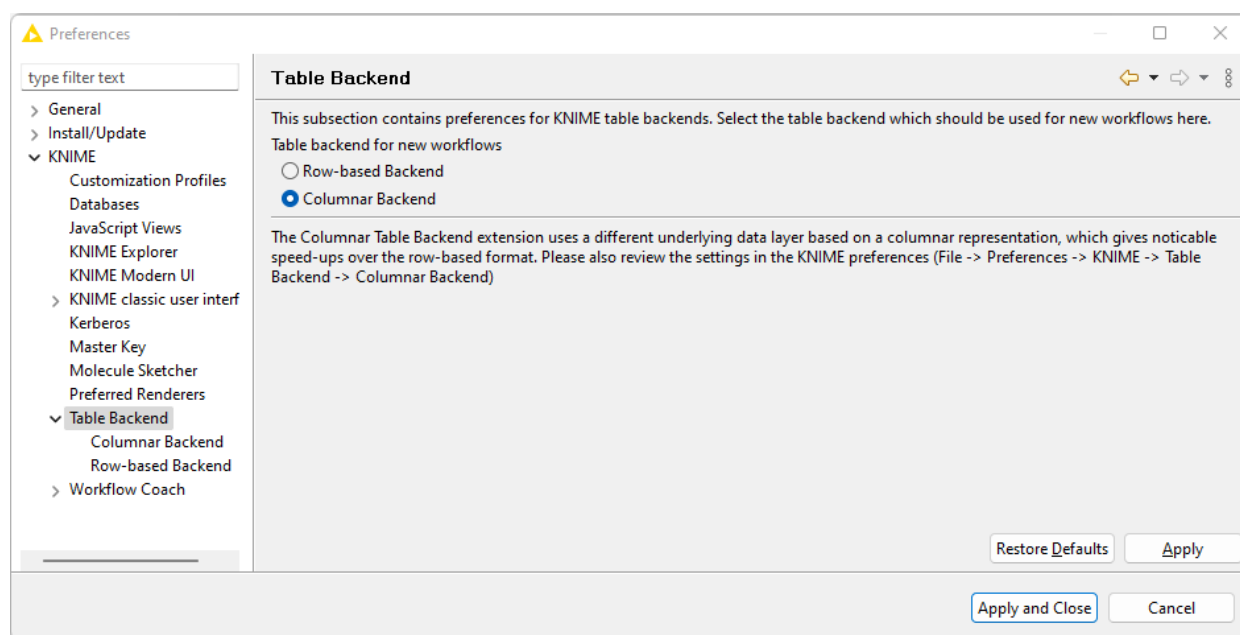 Preferences
type filter text
General
Install/Update
KNIME
Customization Profiles
Databases
JavaScript Views
KNIME Explorer
KNIME Modern UI
KNIME classic user interf
Kerberos
Master Key
Molecule Sketcher
Preferred Renderers
Table Backend
Columnar Backend
Row-based Backend
Workflow Coach
Table Backend
This subsection contains preferences for KNIME table backends. Select the table backend which should be used for new workflows here.
Table backend for new workflows
Row-based Backend
Columnar Backend
The Columnar Table Backend extension uses a different underlying data layer based on a columnar representation, which gives noticable
speed-ups over the row-based format. Please also review the settings in the KNIME preferences (File -> Preferences -> KNIME -> Table
Backend -> Columnar Backend)
Restore Defaults
Apply
Apply and Close
Cancel